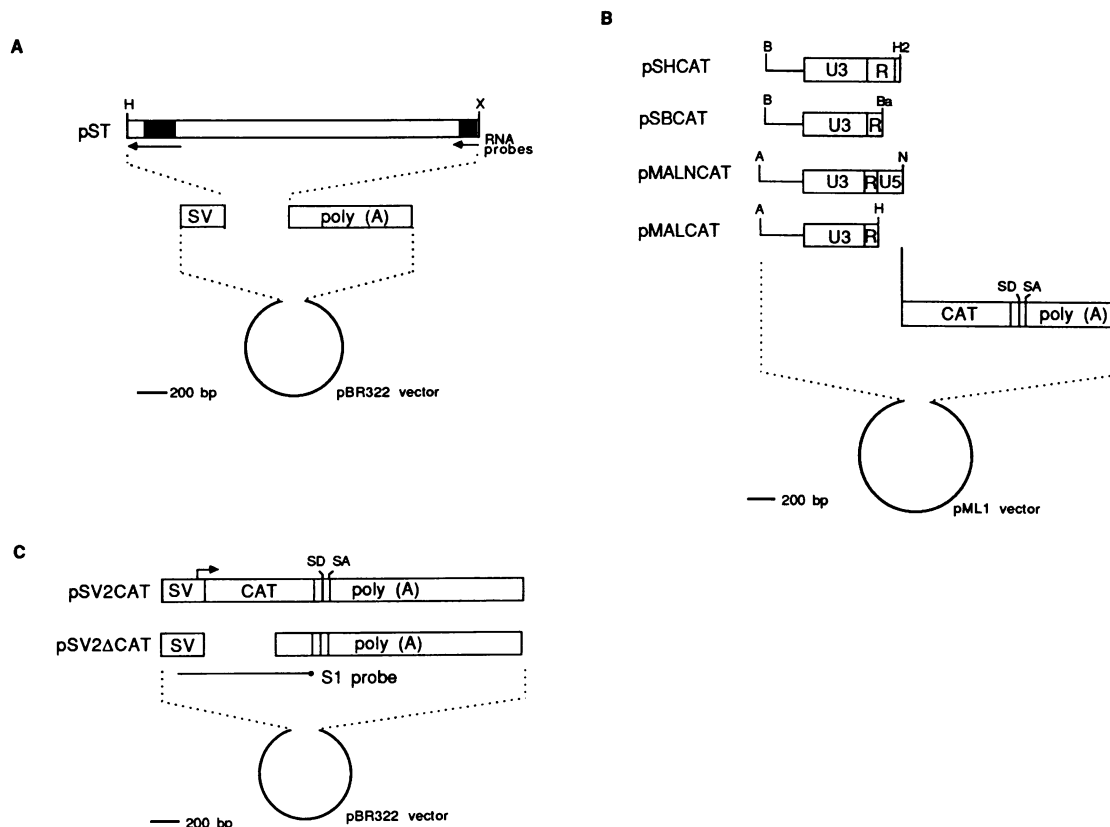 A
H X
pST
RNA
probes
SV poly (A)
200 bp
pBR322 vector
B
B H2
pSHCAT U3 R
B Ba
pSBCAT U3 R
A N
pMALNCAT U3 R U5
A H
pMALCAT U3 R
SD SA
CAT poly (A)
200 bp
pML1 vector
C
SD SA
pSV2CAT SV CAT poly (A)
pSV2ΔCAT SV poly (A)
S1 probe
200 bp
pBR322 vector